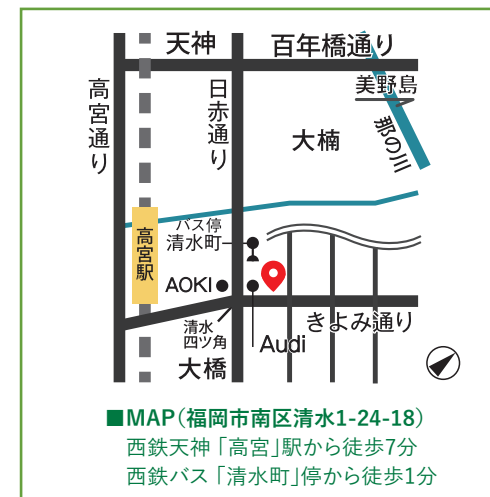 天神
百年橋通り
美野島
高宮通り
日赤通り
大楠
那の川
バス停
清水町
高宮駅
AOKI
清水
四ツ角
Audi
きよみ通り
大橋
■MAP(福岡市南区清水1-24-18)
西鉄天神「高宮」駅から徒歩7分
西鉄バス「清水町」停から徒歩1分